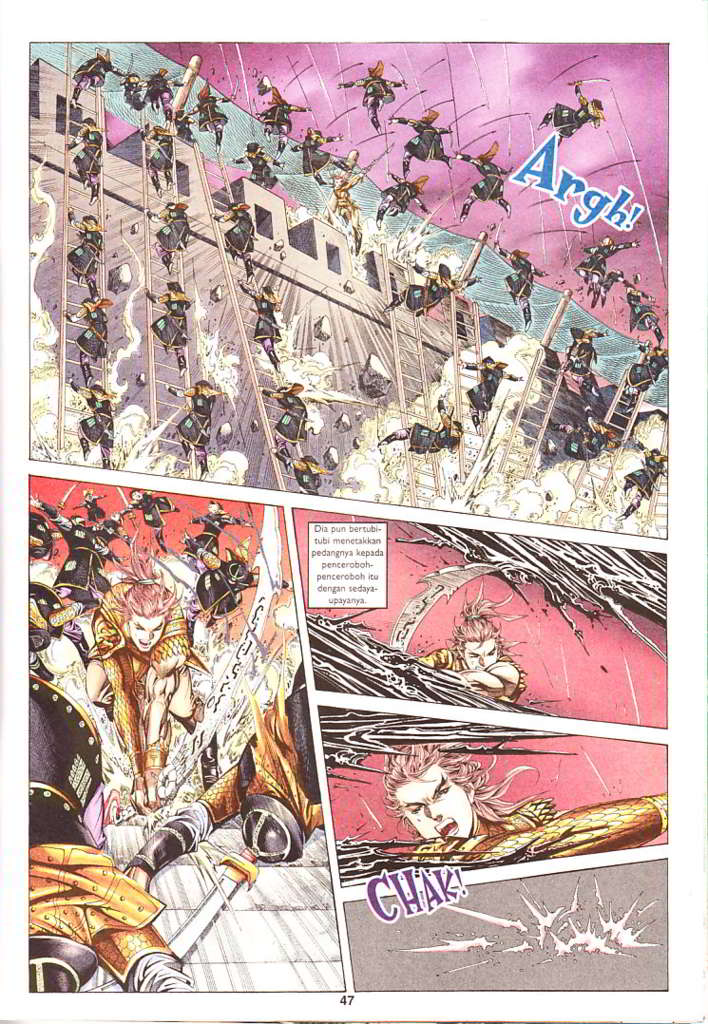 Argh!
Dia pun bertubi-
tubi menetakkan
pedangnya kepada
penceroboh-
penceroboh itu
dengan sedaya-
upayanya.
CHAK!
47